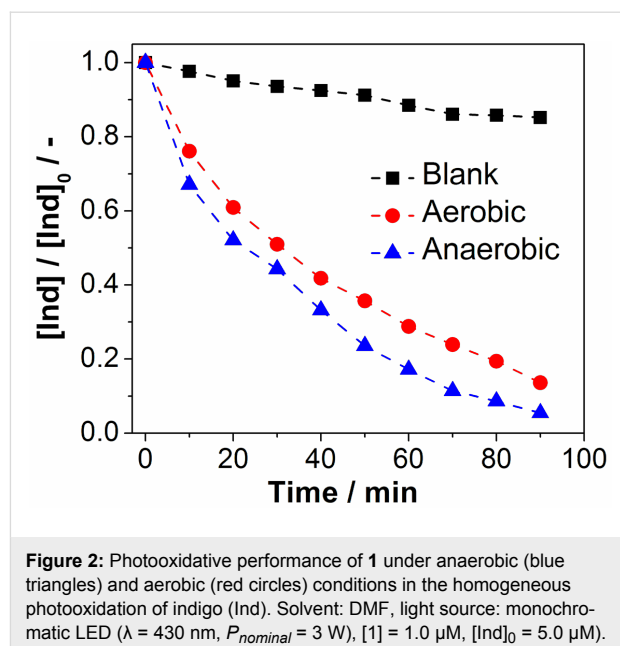 1.0
0.8
0.6
0.4
0.2
0.0
[Ind] / [Ind]0 / -
Blank
Aerobic
Anaerobic
0 20 40 60 80 100
Time / min
Figure 2: Photooxidative performance of 1 under anaerobic (blue
triangles) and aerobic (red circles) conditions in the homogeneous
photooxidation of indigo (Ind). Solvent: DMF, light source: monochro-
matic LED (λ = 430 nm, Pnominal = 3 W), [1] = 1.0 µM, [Ind]0 = 5.0 µM).